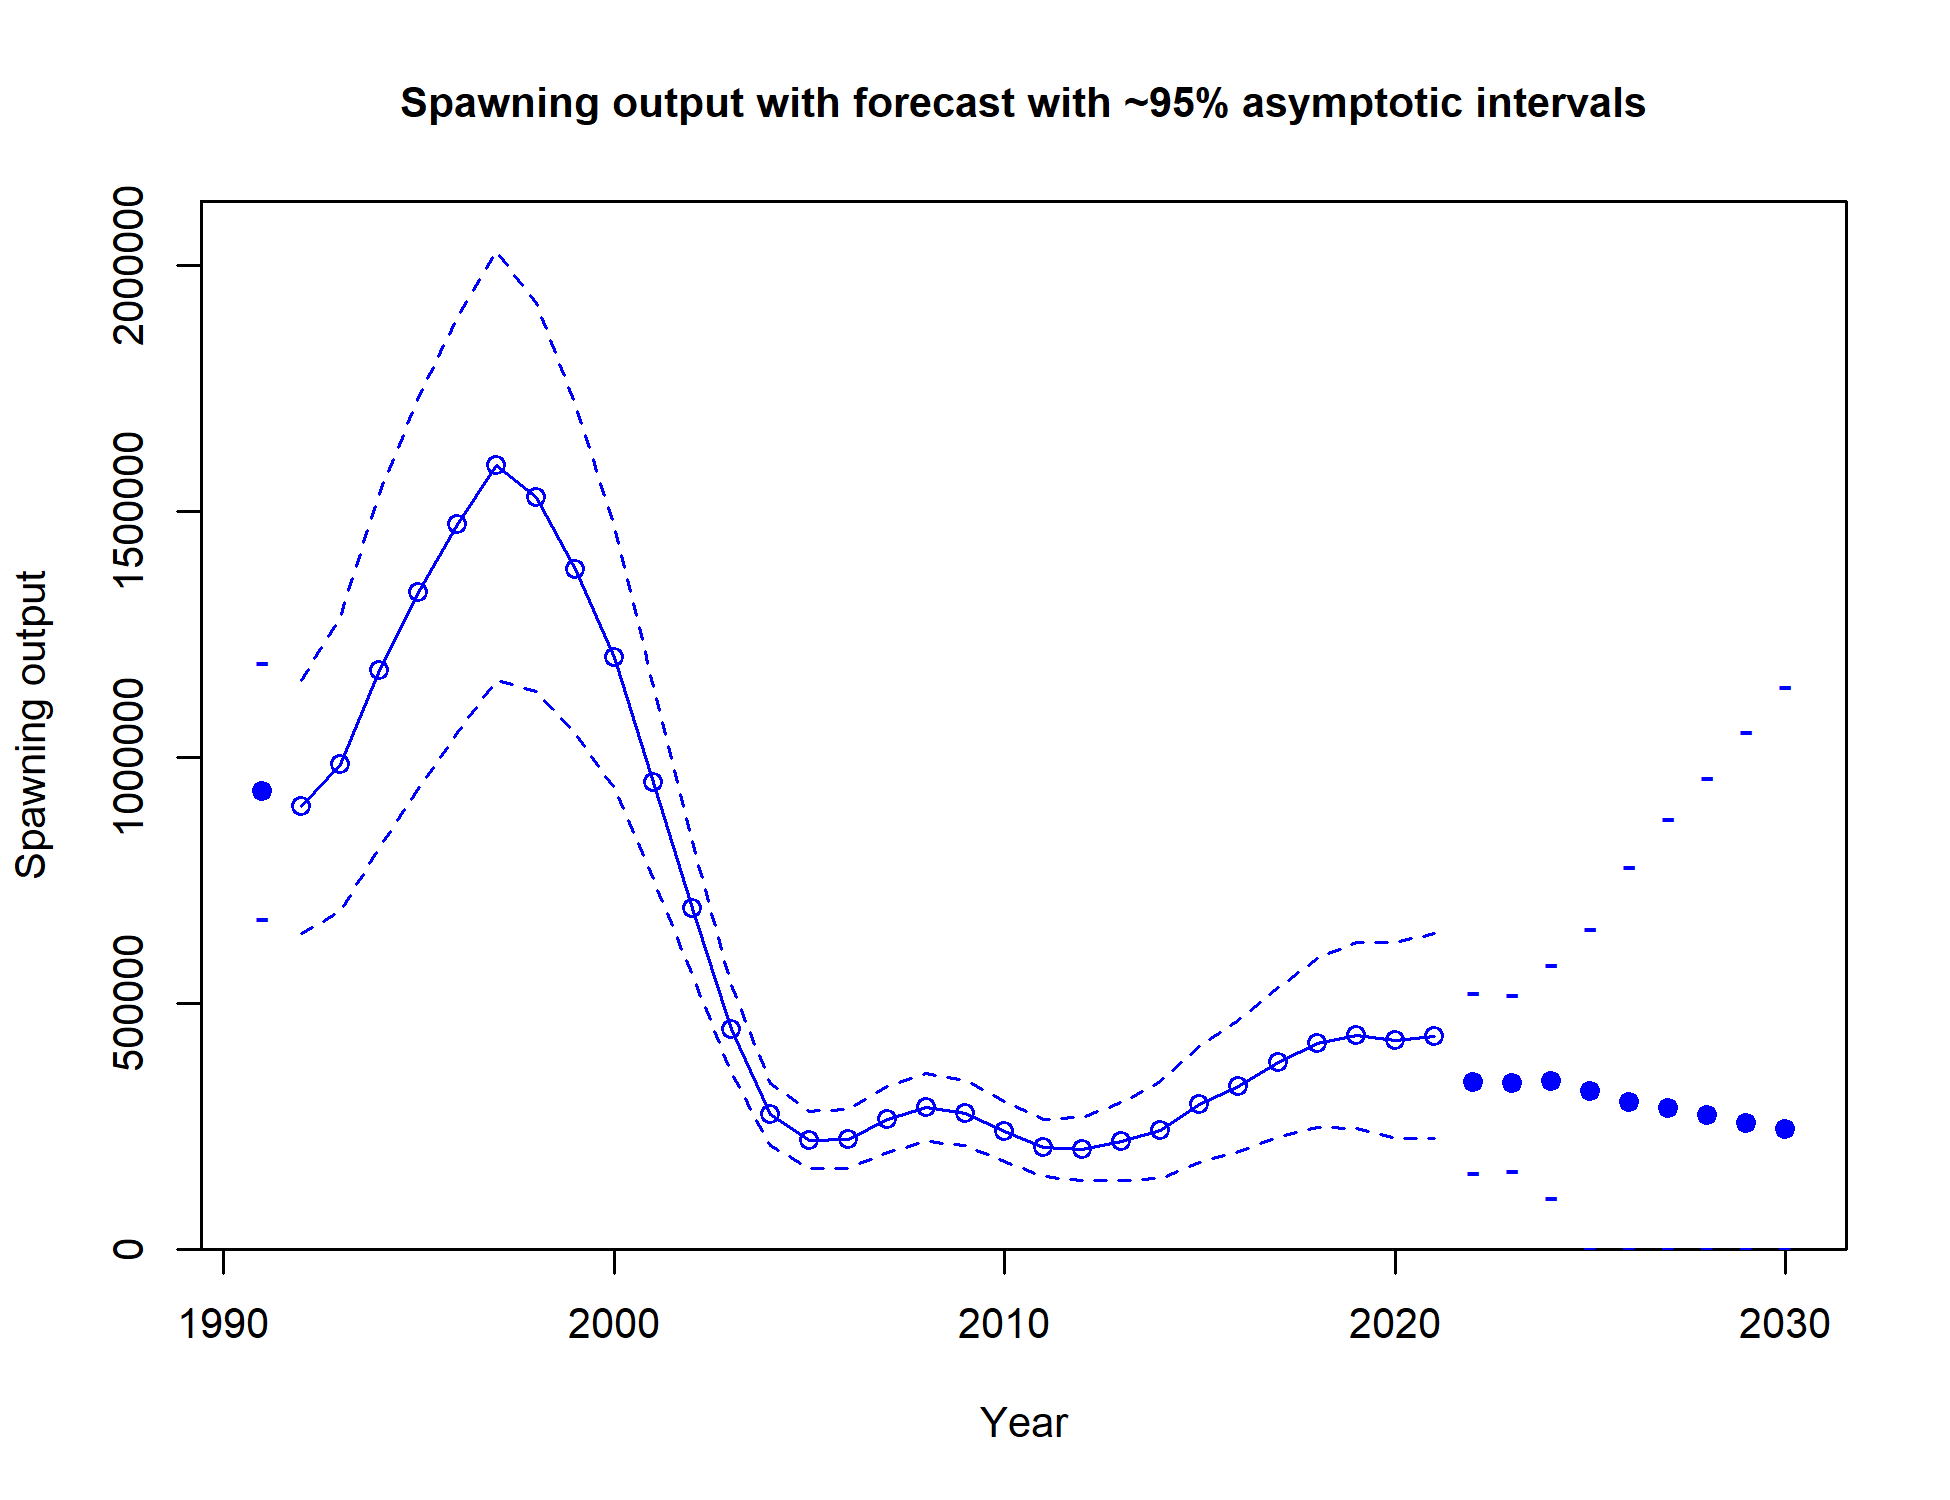 Spawning output with forecast with ~95% asymptotic intervals
Spawning output
2000000
1500000
1000000
500000
0
1990 2000 2010 2020 2030
Year